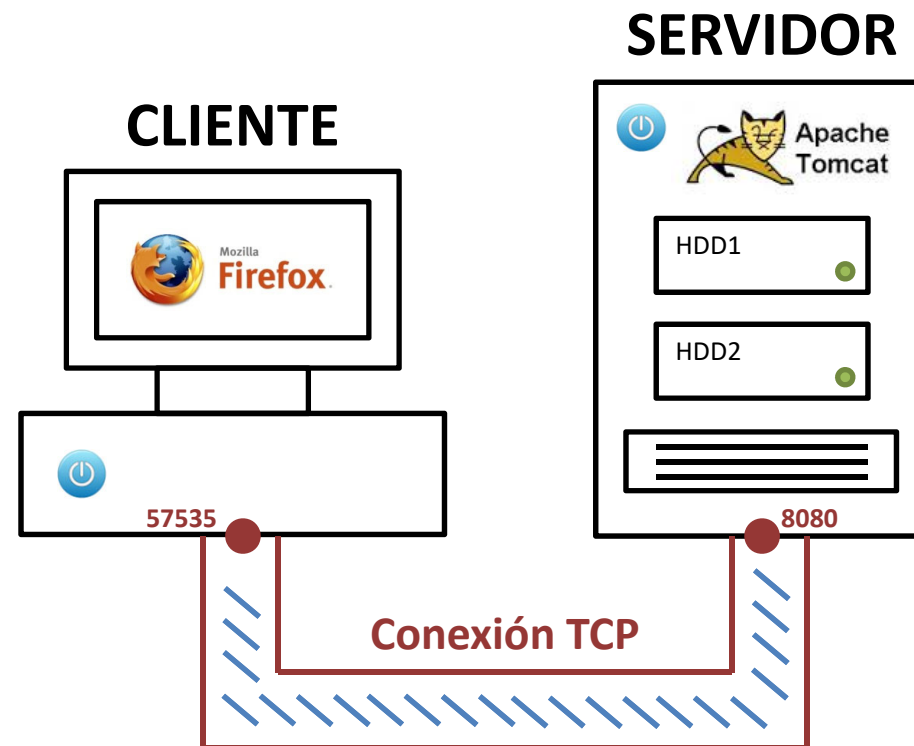 SERVIDOR
CLIENTE
Apache
Tomcat
Mozilla
Firefox
HDD1
HDD2
57535
8080
Conexión TCP